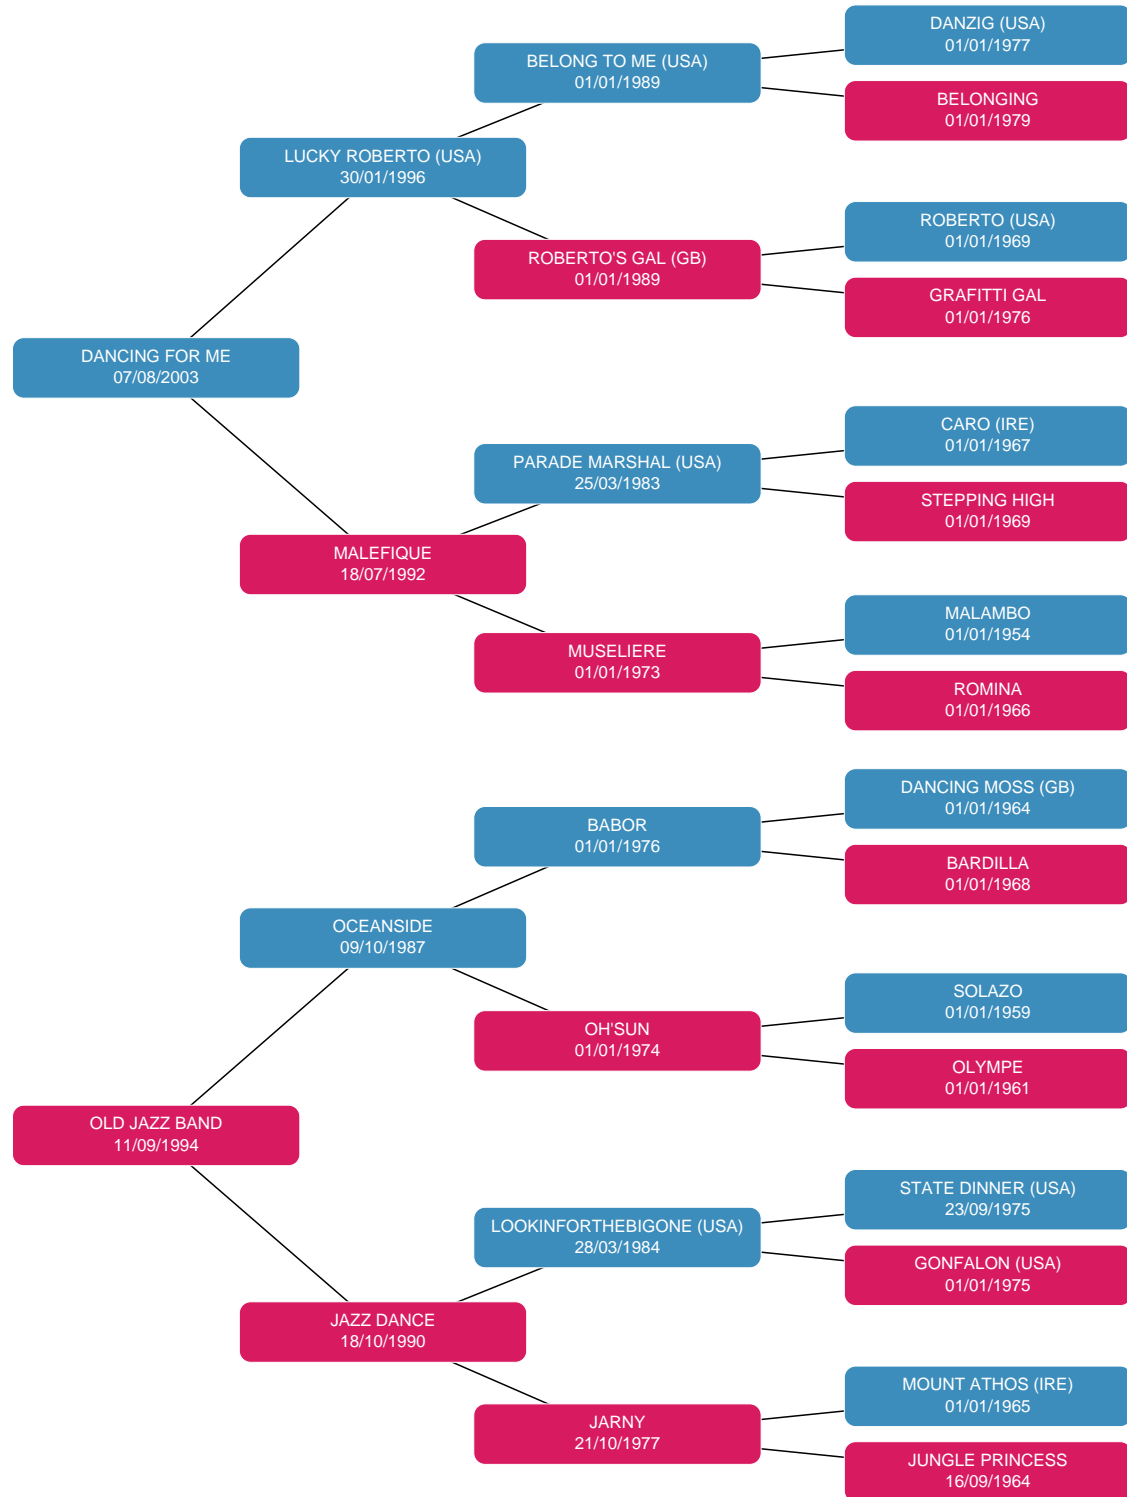 DANZIG (USA)
01/01/1977
BELONG TO ME (USA)
01/01/1989
BELONGING
01/01/1979
LUCKY ROBERTO (USA)
30/01/1996
ROBERTO (USA)
01/01/1969
ROBERTO'S GAL (GB)
01/01/1989
GRAFITTI GAL
01/01/1976
DANCING FOR ME
07/08/2003
CARO (IRE)
01/01/1967
PARADE MARSHAL (USA)
25/03/1983
STEPPING HIGH
01/01/1969
MALEFIQUE
18/07/1992
MALAMBO
01/01/1954
MUSELIERE
01/01/1973
ROMINA
01/01/1966
DANCING MOSS (GB)
01/01/1964
BABOR
01/01/1976
BARDILLA
01/01/1968
OCEANSIDE
09/10/1987
SOLAZO
01/01/1959
OH'SUN
01/01/1974
OLYMPE
01/01/1961
OLD JAZZ BAND
11/09/1994
STATE DINNER (USA)
23/09/1975
LOOKINFORTHEBIGONE (USA)
28/03/1984
GONFALON (USA)
01/01/1975
JAZZ DANCE
18/10/1990
MOUNT ATHOS (IRE)
01/01/1965
JARNY
21/10/1977
JUNGLE PRINCESS
16/09/1964